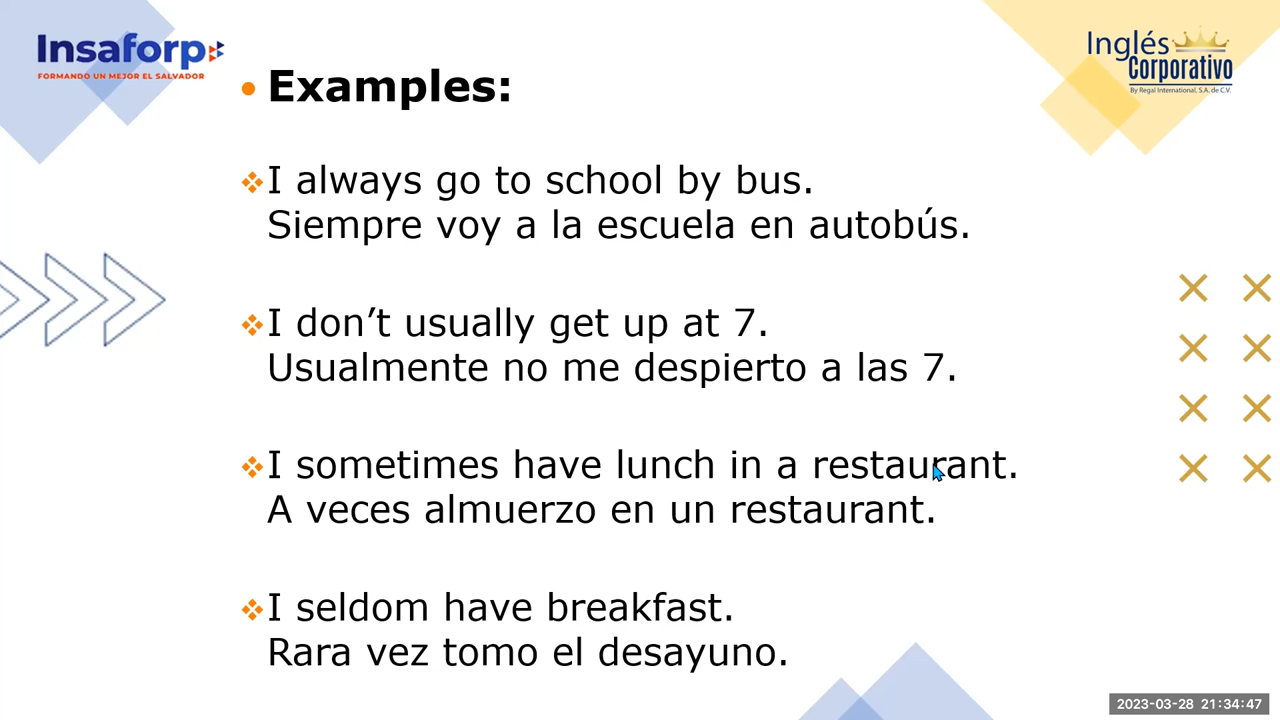 Insaforp
FORMANDO UN MEJOR EL SALVADOR
Inglés
Corporativo
By Regal International, S.A. de C.V.
• Examples:
❖I always go to school by bus.
Siempre voy a la escuela en autobús.
❖I don’t usually get up at 7.
Usualmente no me despierto a las 7.
❖I sometimes have lunch in a restaurant.
A veces almuerzo en un restaurant.
❖I seldom have breakfast.
Rara vez tomo el desayuno.
2023-03-28 21:34:47